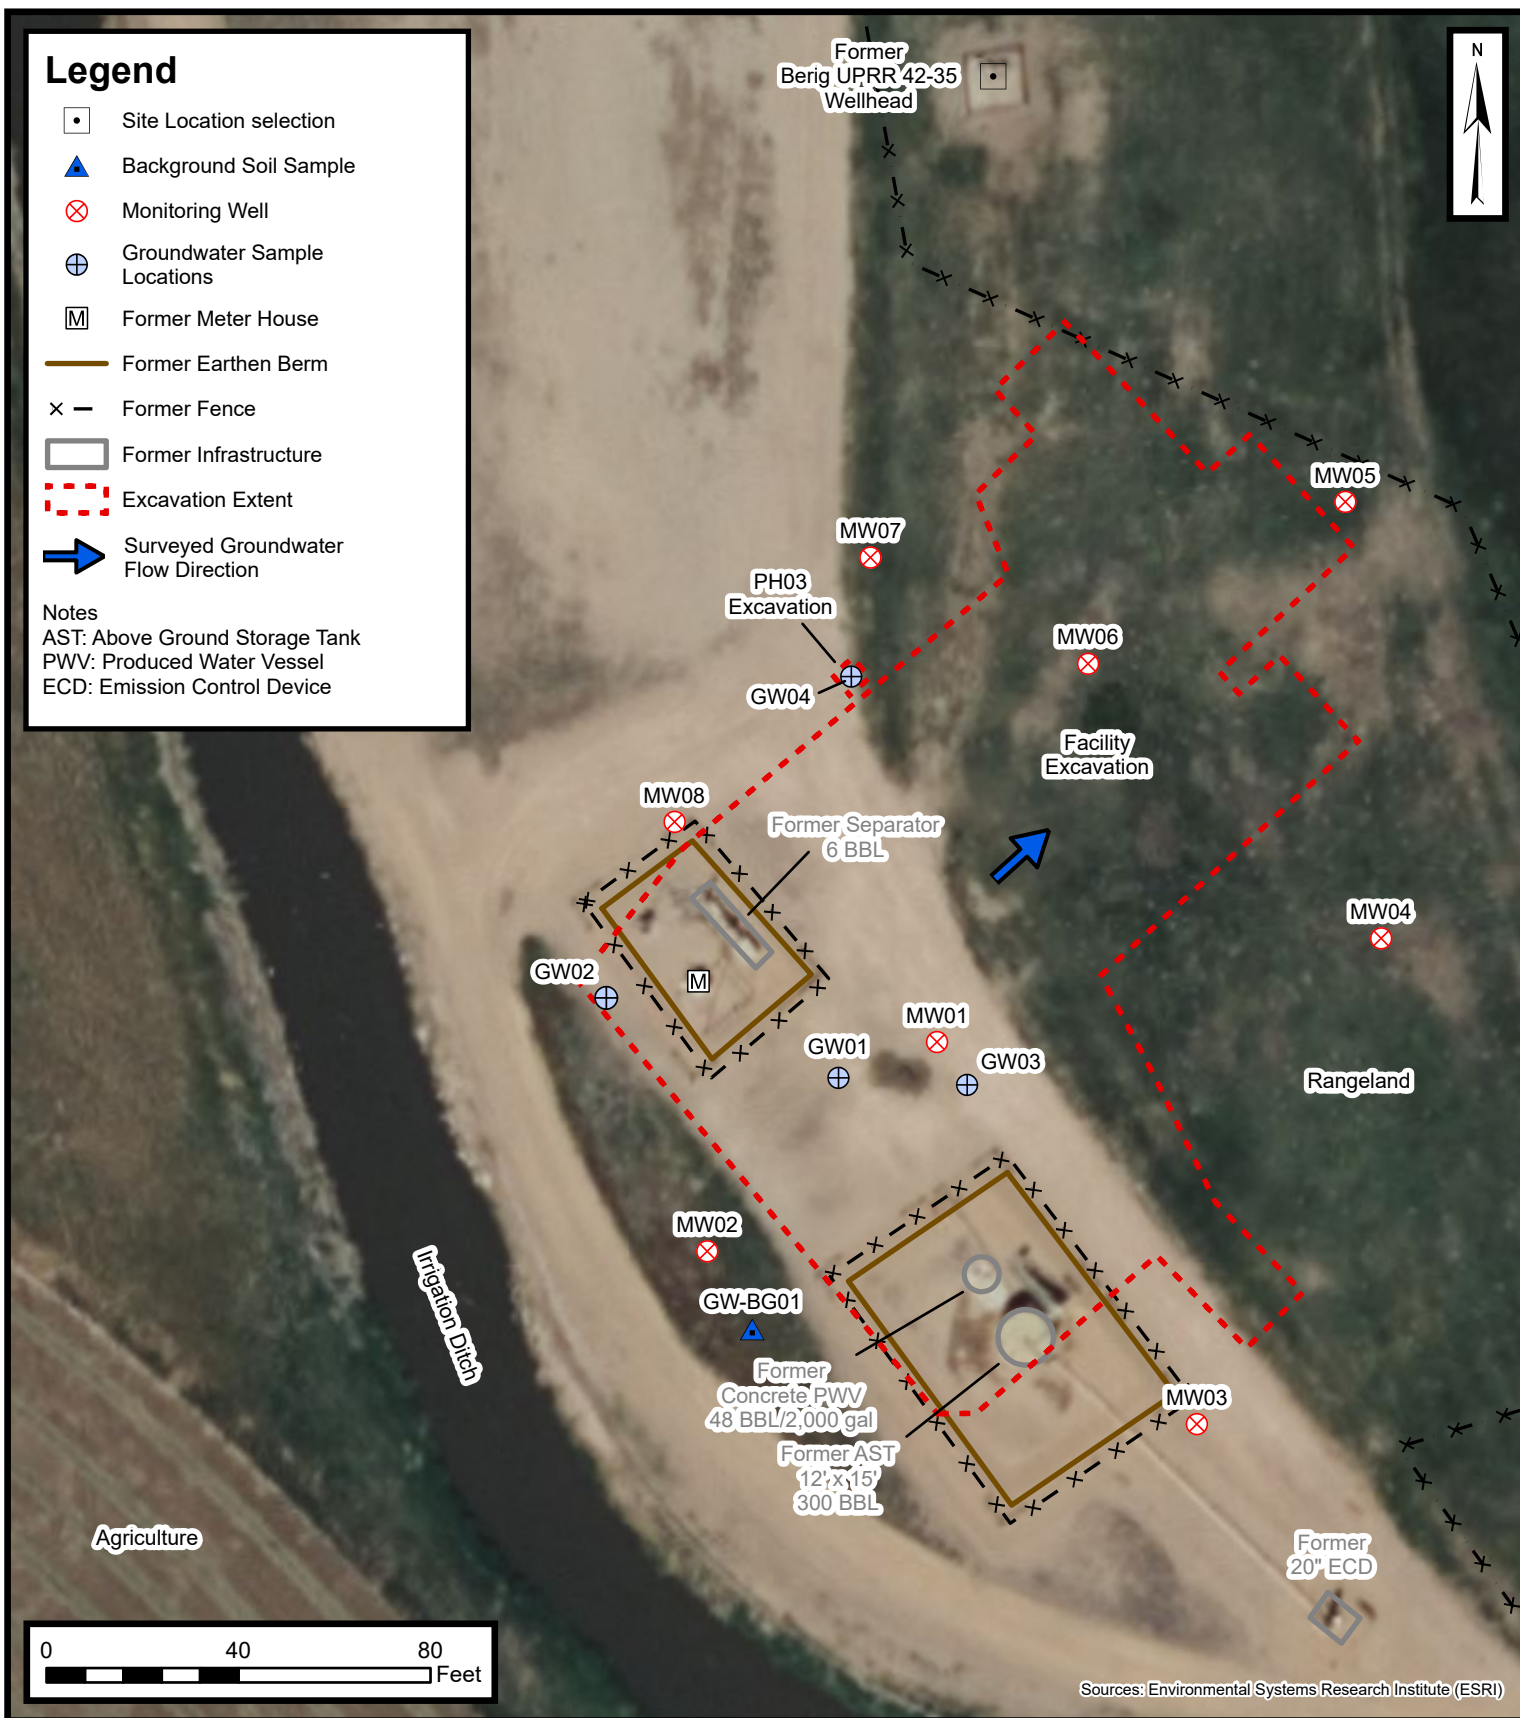 Legend
Site Location selection
Background Soil Sample
Monitoring Well
Groundwater Sample
Locations
M
Former Meter House
Former Earthen Berm
Former Fence
Former Infrastructure
Excavation Extent
Surveyed Groundwater
Flow Direction
Notes
AST: Above Ground Storage Tank
PWV: Produced Water Vessel
ECD: Emission Control Device
Former
Berig UPRR 42-35
Wellhead
N
MW05
MW07
PH03
Excavation
MW06
GW04
Facility
Excavation
MW08
Former Separator
6 BBL
MW04
GW02
M
MW01
GW01
GW03
Rangeland
MW02
Irrigation Ditch
GW-BG01
Former
Concrete PWV
48 BBL/2,000 gal
MW03
Former AST
12' x 15'
300 BBL
Agriculture
Former
20" ECD
0 40 80
Feet
Sources: Environmental Systems Research Institute (ESRI)